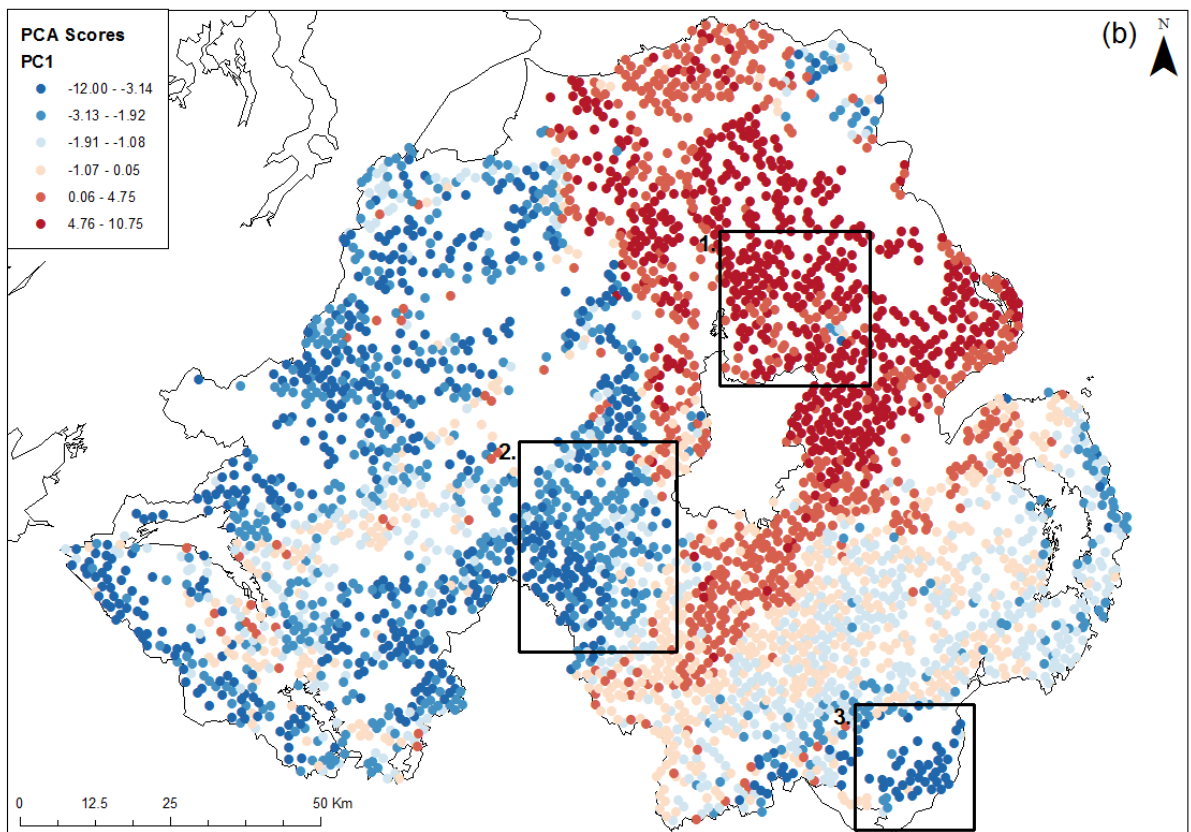 PCA Scores
PC1
-12.00 - -3.14
-3.13 - -1.92
-1.91 - -1.08
-1.07 - 0.05
0.06 - 4.75
4.76 - 10.75
(b)
N
1.
2.
3.
0 12.5 25 50 Km